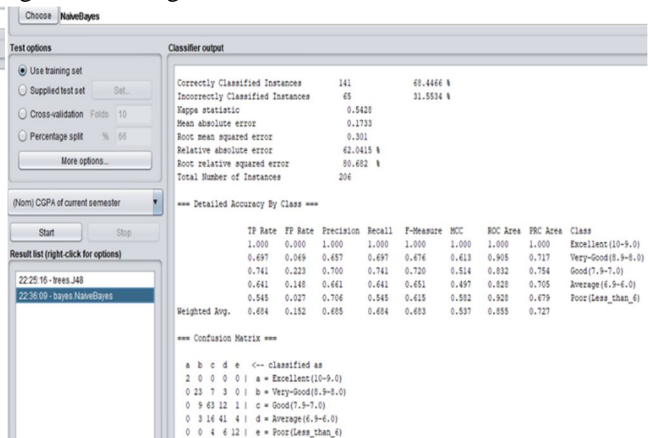 Choose NaiveBayes
Test options
Use training set
Supplied test set Set...
Cross-validation Folds 10
Percentage split % 66
More options...
(Nom) CGPA of current semester
Start Stop
Result list (right-click for options)
22:25:16 - trees.J48
22:36:09 - bayes.NaiveBayes
Classifier output
Correctly Classified Instances 141 68.4466 %
Incorrectly Classified Instances 65 31.5534 %
Kappa statistic 0.5428
Mean absolute error 0.1733
Root mean squared error 0.301
Relative absolute error 62.0415 %
Root relative squared error 80.682 %
Total Number of Instances 206
=== Detailed Accuracy By Class ===
TP Rate FP Rate Precision Recall F-Measure MCC ROC Area PRC Area Class
1.000 0.000 1.000 1.000 1.000 1.000 1.000 1.000 Excellent(10-9.0)
0.697 0.069 0.657 0.697 0.676 0.613 0.905 0.717 Very-Good(8.9-8.0)
0.741 0.223 0.700 0.741 0.720 0.514 0.832 0.754 Good(7.9-7.0)
0.641 0.148 0.661 0.641 0.651 0.497 0.828 0.705 Average(6.9-6.0)
0.545 0.027 0.706 0.545 0.615 0.582 0.928 0.679 Poor(Less_than_6)
Weighted Avg. 0.684 0.152 0.685 0.684 0.683 0.537 0.855 0.727
=== Confusion Matrix ===
a b c d e <-- classified as
2 0 0 0 0 | a = Excellent(10-9.0)
0 23 7 3 0 | b = Very-Good(8.9-8.0)
0 9 63 12 1 | c = Good(7.9-7.0)
0 3 16 41 4 | d = Average(6.9-6.0)
0 0 4 6 12 | e = Poor(Less_than_6)